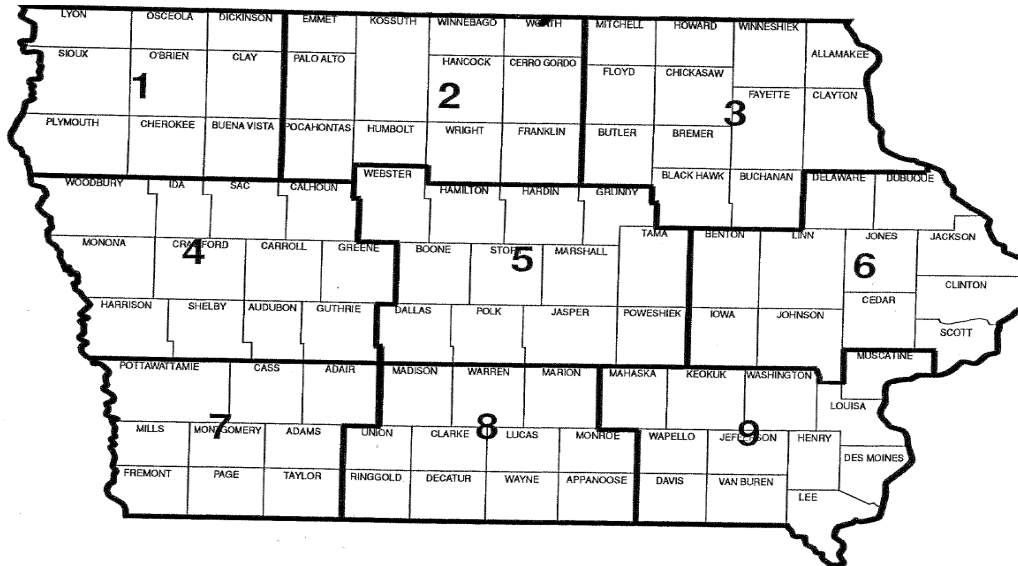 LYON OSCEOLA DICKINSON EMMET KOSSUTH WINNEBAGO WORTH MITCHELL HOWARD WINNESHIEK
ALLAMAKEE
SIOUX O'BRIEN CLAY PALO ALTO HANCOCK CERRO GORDO FLOYD CHICKASAW
1 2 3
FAYETTE CLAYTON
PLYMOUTH CHEROKEE BUENA VISTA POCAHONTAS HUMBOLT WRIGHT FRANKLIN BUTLER BREMER
WEBSTER BLACK HAWK BUCHANAN DELAWARE DUBUQUE
WOODBURY IDA SAC CALHOUN HAMILTON HARDIN GRUNDY
MONONA CRAWFORD CARROLL GREENE BOONE STORY MARSHALL TAMA BENTON LINN JONES JACKSON
4 5 6
CLINTON
HARRISON SHELBY AUDUBON GUTHRIE DALLAS POLK JASPER POWESHIEK IOWA JOHNSON CEDAR
SCOTT
MUSCATINE
POTTAWATTAMIE CASS ADAIR MADISON WARREN MARION MAHASKA KEOKUK WASHINGTON
LOUISA
7 8 9
MILLS MONTGOMERY ADAMS UNION CLARKE LUCAS MONROE WAPELLO JEFFERSON HENRY
DES MOINES
FREMONT PAGE TAYLOR RINGGOLD DECATUR WAYNE APPANOOSE DAVIS VAN BUREN
LEE